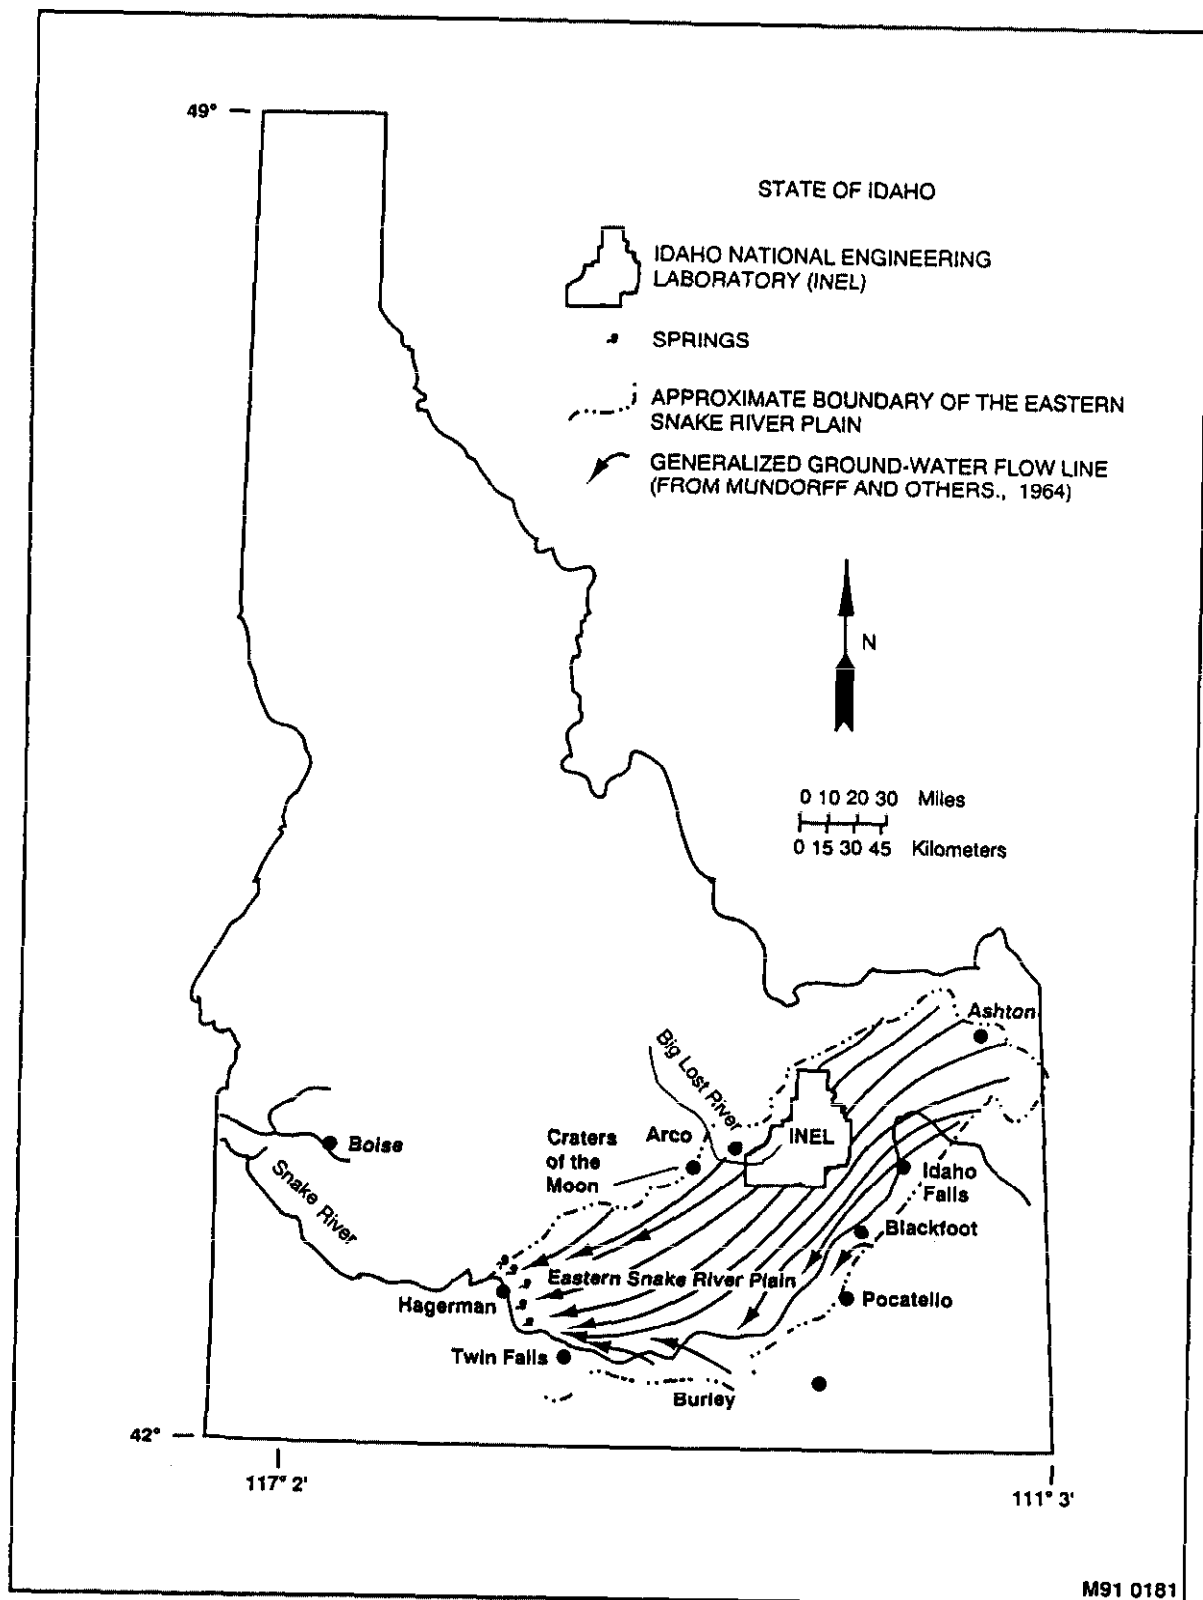 49°
STATE OF IDAHO
IDAHO NATIONAL ENGINEERING
LABORATORY (INEL)
SPRINGS
APPROXIMATE BOUNDARY OF THE EASTERN
SNAKE RIVER PLAIN
GENERALIZED GROUND-WATER FLOW LINE
(FROM MUNDORFF AND OTHERS., 1964)
N
0 10 20 30 Miles
0 15 30 45 Kilometers
Ashton
Big Lost River
Boise
Craters
of the
Moon
Arco
INEL
Snake River
Idaho
Falls
Blackfoot
Eastern Snake River Plain
Hagerman
Pocatello
Twin Falls
Burley
42°
117° 2'
111° 3'
M91 0181